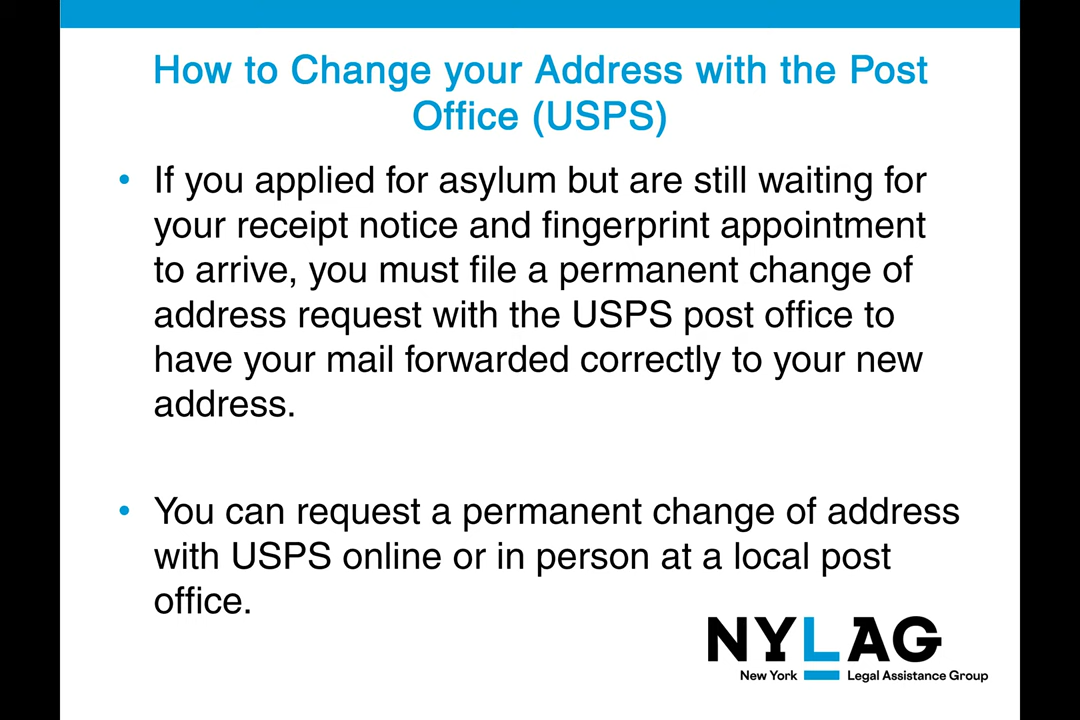 How to Change your Address with the Post
Office (USPS)
• If you applied for asylum but are still waiting for
your receipt notice and fingerprint appointment
to arrive, you must file a permanent change of
address request with the USPS post office to
have your mail forwarded correctly to your new
address.
• You can request a permanent change of address
with USPS online or in person at a local post
office.
NYLAG
New York Legal Assistance Group